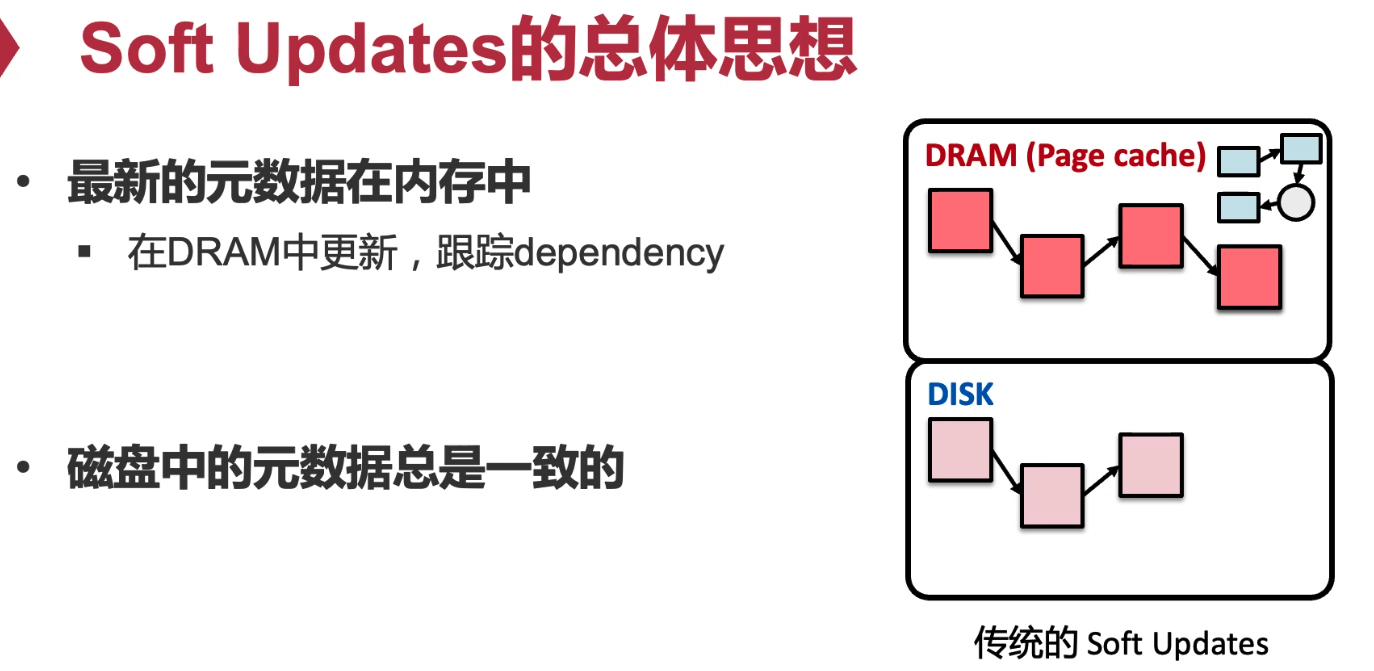 Soft Updates的总体思想
• 最新的元数据在内存中
▪ 在DRAM中更新，跟踪dependency
• 磁盘中的元数据总是一致的
DRAM (Page cache)
DISK
传统的 Soft Updates